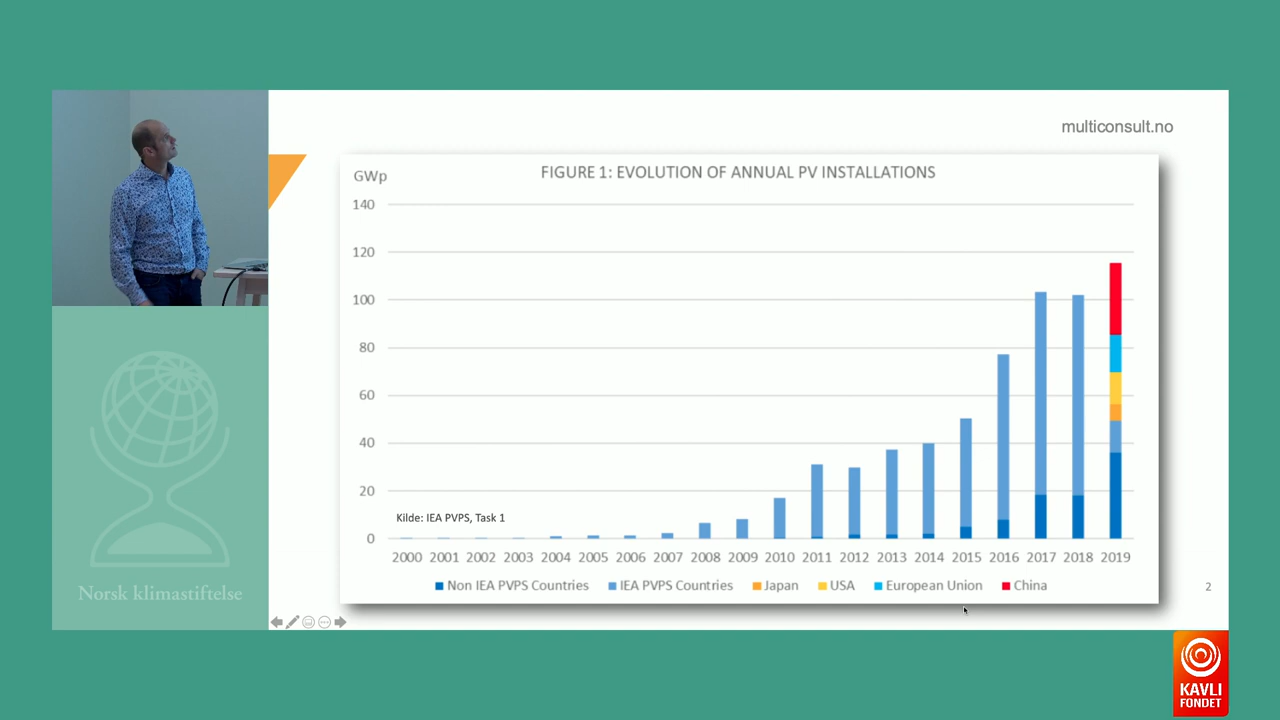 multiconsult.no
FIGURE 1: EVOLUTION OF ANNUAL PV INSTALLATIONS
GWp
140
120
100
80
60
40
20
0
Kilde: IEA PVPS, Task 1
2000 2001 2002 2003 2004 2005 2006 2007 2008 2009 2010 2011 2012 2013 2014 2015 2016 2017 2018 2019
Non IEA PVPS Countries IEA PVPS Countries Japan USA European Union China
2
Norsk klimastiftelse
KAVLI
FONDET